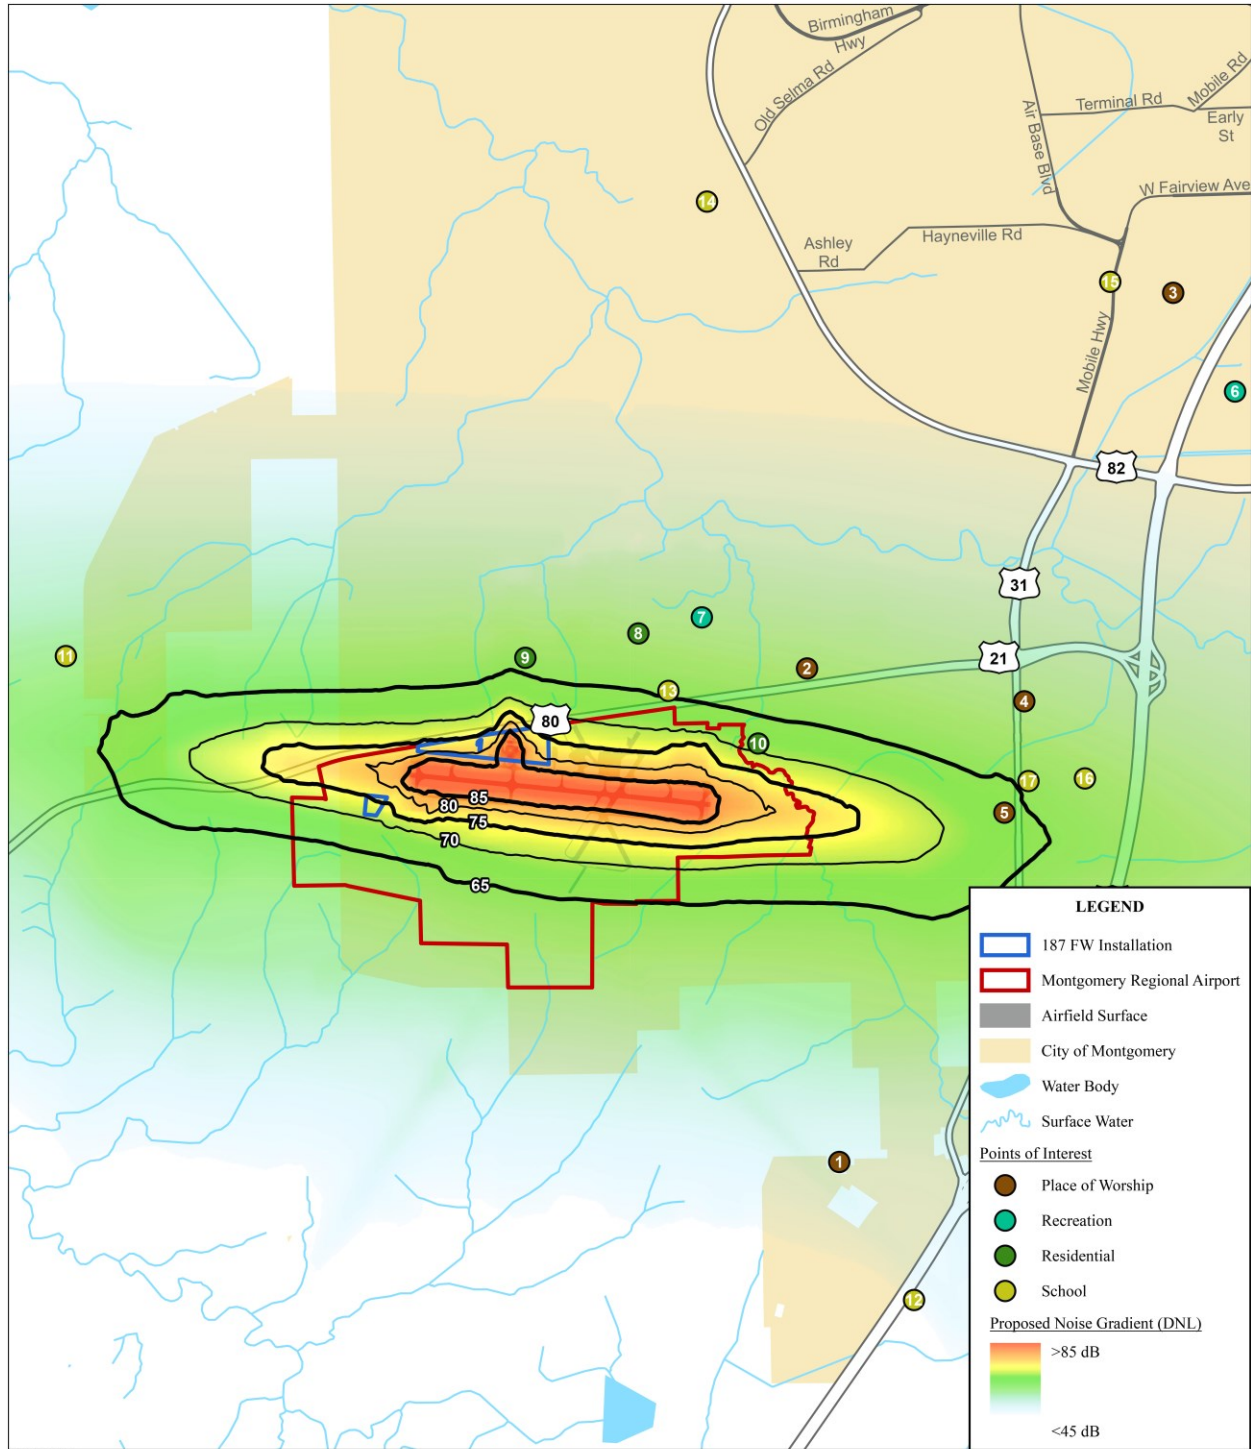 Birmingham
Hwy
Old Selma Rd
Air Base Blvd
Terminal Rd
Mobile Rd
Early
St
W Fairview Ave
14
Ashley
Rd
Hayneville Rd
15
3
Mobile Hwy
6
82
31
7
8
9
11
2
21
13
4
80
10
17
16
5
85
80
75
70
65
1
12
LEGEND
187 FW Installation
Montgomery Regional Airport
Airfield Surface
City of Montgomery
Water Body
Surface Water
Points of Interest
Place of Worship
Recreation
Residential
School
Proposed Noise Gradient (DNL)
>85 dB
<45 dB